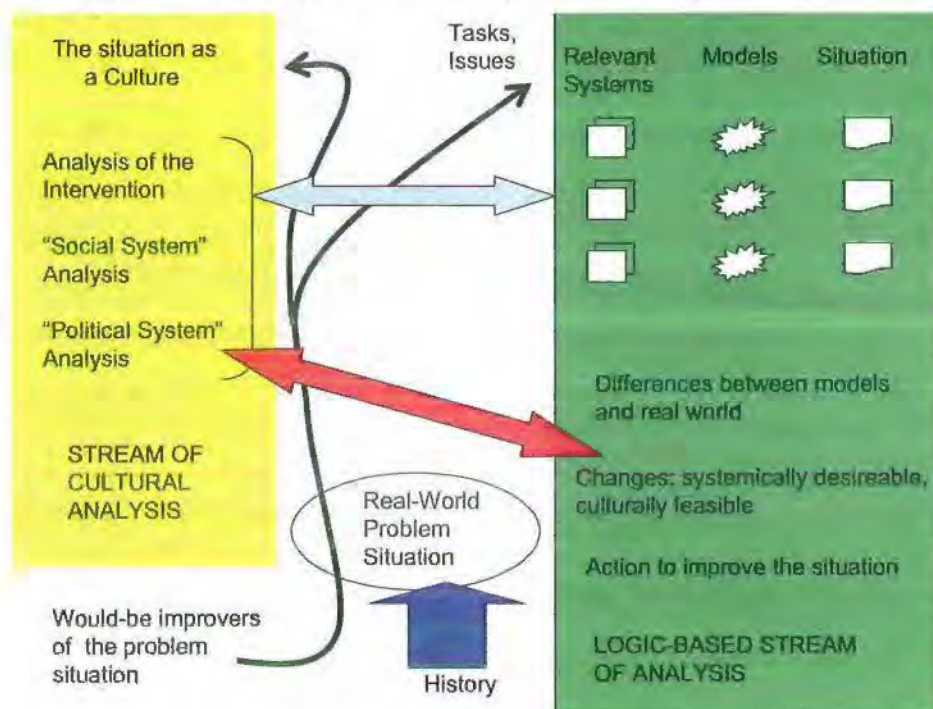 The situation as
a Culture
Analysis of the
Intervention
"Social System"
Analysis
"Political System"
Analysis
STREAM OF
CULTURAL
ANALYSIS
Would-be improvers
of the problem
situation
Tasks,
Issues
Real-World
Problem
Situation
History
Relevant
Systems
Models
Situation
Differences between models
and real world
Changes: systemically desireable,
culturally feasible
Action to improve the situation
LOGIC-BASED STREAM
OF ANALYSIS